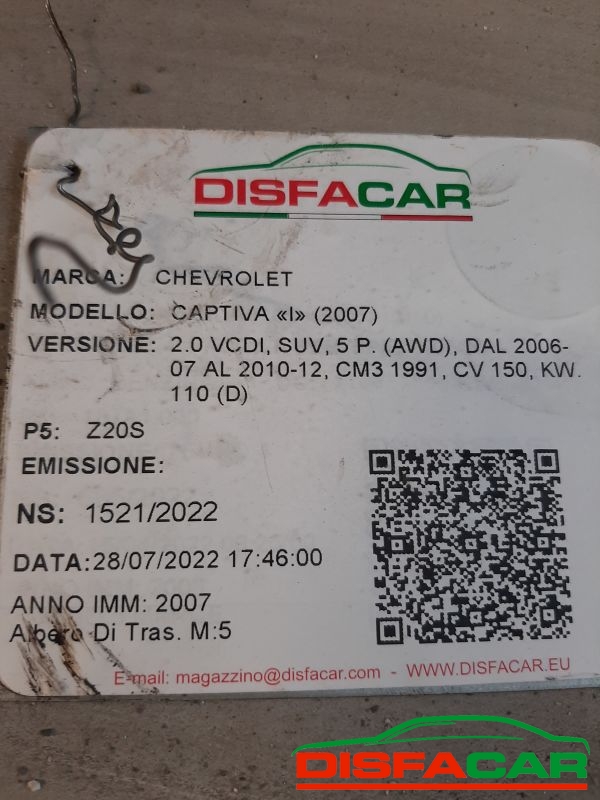 DISFACAR
MARCA: CHEVROLET
MODELLO: CAPTIVA «I» (2007)
VERSIONE: 2.0 VCDI, SUV, 5 P. (AWD), DAL 2006-
07 AL 2010-12, CM3 1991, CV 150, KW.
110 (D)
P5: Z20S
EMISSIONE:
NS: 1521/2022
DATA:28/07/2022 17:46:00
ANNO IMM: 2007
Albero Di Tras. M:5
E-mail: magazzino@disfacar.com - WWW.DISFACAR.EU
DISFACAR